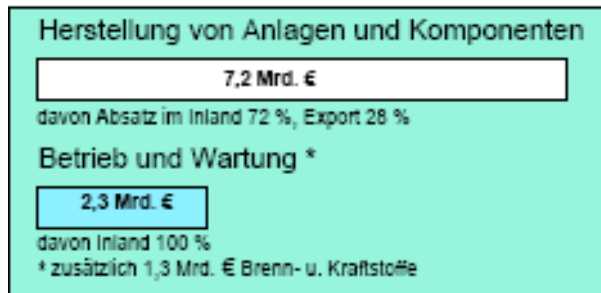 Herstellung von Anlagen und Komponenten
7,2 Mrd. €
davon Absatz im Inland 72 %, Export 28 %
Betrieb und Wartung *
2,3 Mrd. €
davon Inland 100 %
* zusätzlich 1,3 Mrd. € Brenn- u. Kraftstoffe